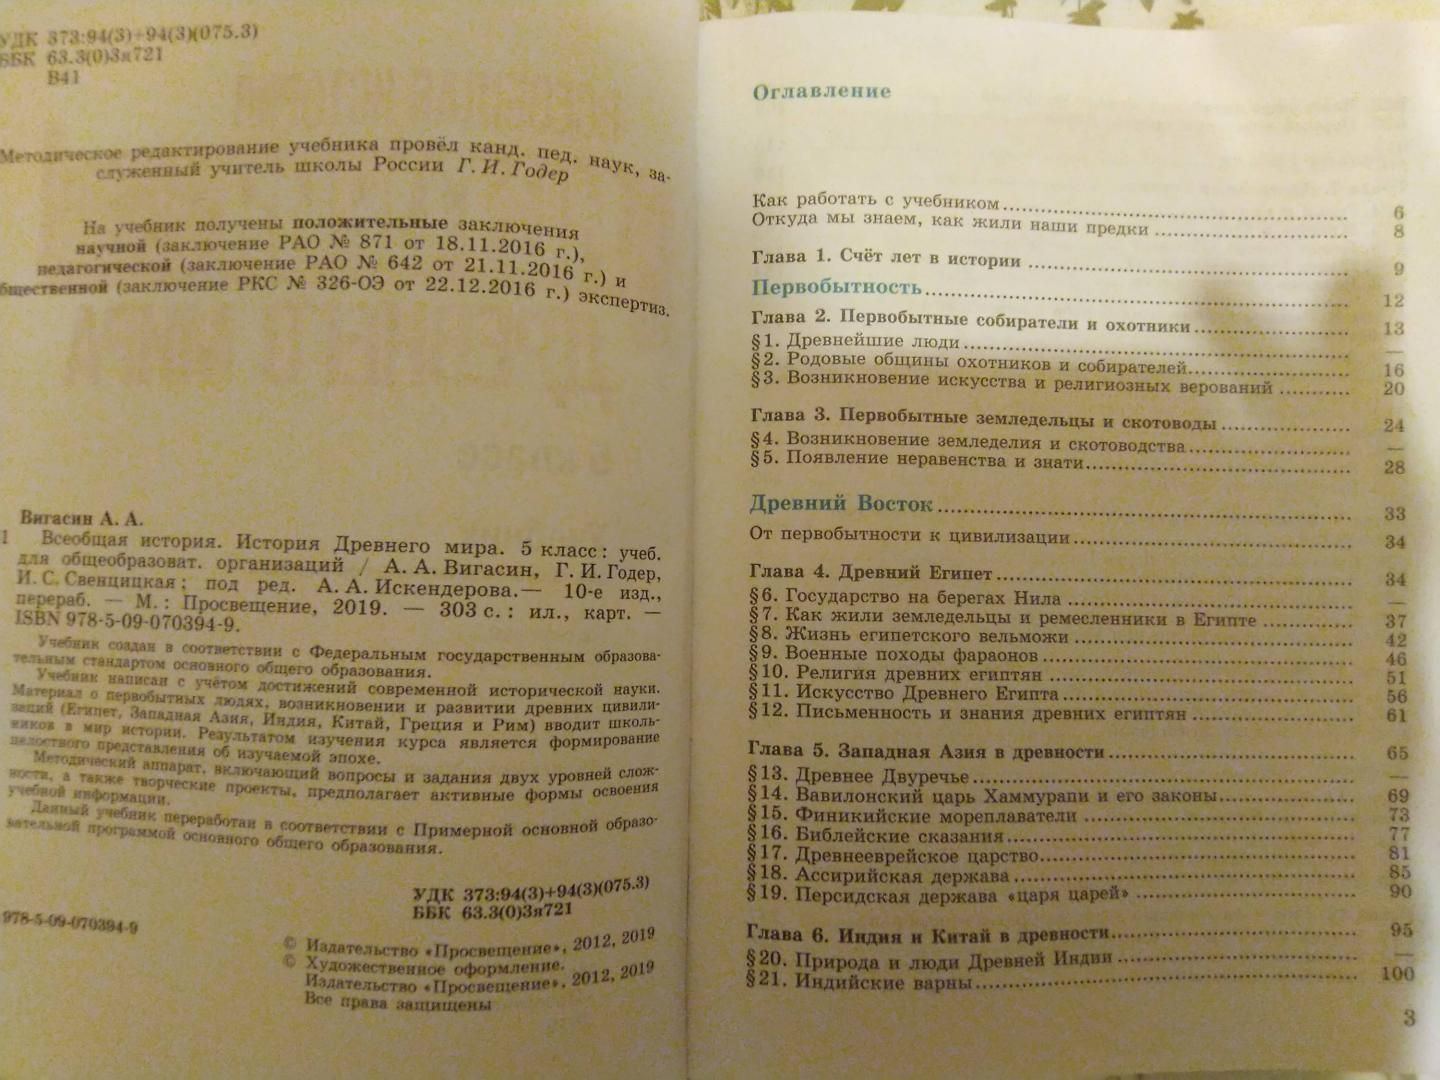 УДК 373:94(3)+94(3)(075.3)
ББК 63.3(0)3я721
В41
Методическое редактирование учебника провёл канд. пед. наук, за-
служенный учитель школы России Г. И. Годер
На учебник получены положительные заключения
научной (заключение РАО № 871 от 18.11.2016 г.),
педагогической (заключение РАО № 642 от 21.11.2016 г.) и
бщественной (заключение РКС № 326-ОЭ от 22.12.2016 г.) экспертиз.
Вигасин А. А.
1 Всеобщая история. История Древнего мира. 5 класс : учеб.
для общеобразоват. организаций / А. А. Вигасин, Г. И. Годер,
И. С. Свенцицкая ; под ред. А. А. Искендерова.— 10-е изд.,
перераб. — М. : Просвещение, 2019. — 303 с. : ил., карт. —
ISBN 978-5-09-070394-9.
Учебник создан в соответствии с Федеральным государственным образова-
тельным стандартом основного общего образования.
Учебник написан с учётом достижений современной исторической науки.
Материал о первобытных людях, возникновении и развитии древних цивили-
заций (Египет, Западная Азия, Индия, Китай, Греция и Рим) вводит школь-
ников в мир истории. Результатом изучения курса является формирование
целостного представления об изучаемой эпохе.
Методический аппарат, включающий вопросы и задания двух уровней слож-
ности, а также творческие проекты, предполагает активные формы освоения
учебной информации.
Данный учебник переработан в соответствии с Примерной основной образо-
вательной программой основного общего образования.
УДК 373:94(3)+94(3)(075.3)
ББК 63.3(0)3я721
978-5-09-070394-9
© Издательство «Просвещение», 2012, 2019
© Художественное оформление.
Издательство «Просвещение», 2012, 2019
Все права защищены
Оглавление
Как работать с учебником 6
Откуда мы знаем, как жили наши предки 8
Глава 1. Счёт лет в истории 9
Первобытность 12
Глава 2. Первобытные собиратели и охотники 13
§ 1. Древнейшие люди —
§ 2. Родовые общины охотников и собирателей 16
§ 3. Возникновение искусства и религиозных верований 20
Глава 3. Первобытные земледельцы и скотоводы 24
§ 4. Возникновение земледелия и скотоводства —
§ 5. Появление неравенства и знати 28
Древний Восток 33
От первобытности к цивилизации 34
Глава 4. Древний Египет 34
§ 6. Государство на берегах Нила —
§ 7. Как жили земледельцы и ремесленники в Египте 37
§ 8. Жизнь египетского вельможи 42
§ 9. Военные походы фараонов 46
§ 10. Религия древних египтян 51
§ 11. Искусство Древнего Египта 56
§ 12. Письменность и знания древних египтян 61
Глава 5. Западная Азия в древности 65
§ 13. Древнее Двуречье —
§ 14. Вавилонский царь Хаммурапи и его законы 69
§ 15. Финикийские мореплаватели 73
§ 16. Библейские сказания 77
§ 17. Древнееврейское царство 81
§ 18. Ассирийская держава 85
§ 19. Персидская держава «царя царей» 90
Глава 6. Индия и Китай в древности 95
§ 20. Природа и люди Древней Индии —
§ 21. Индийские варны 100
3